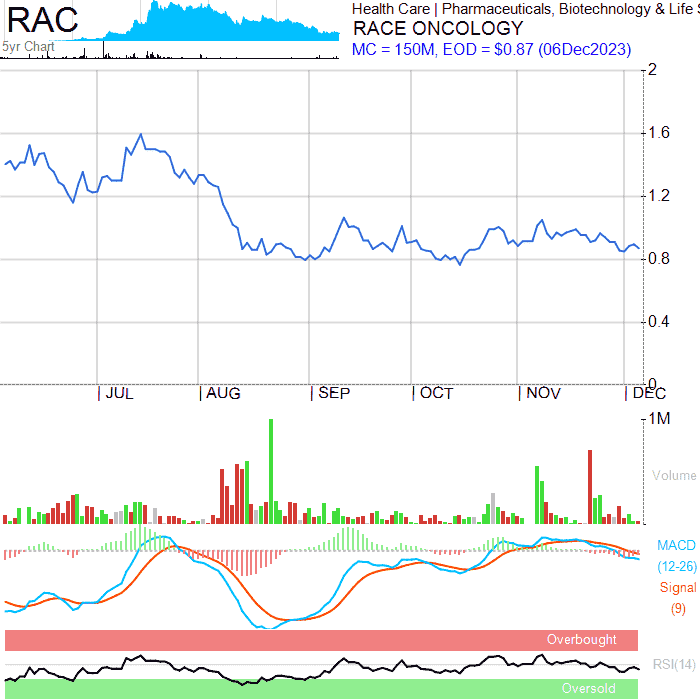 RAC
5yr Chart
Health Care | Pharmaceuticals, Biotechnology & Life S
RACE ONCOLOGY
MC = 150M, EOD = $0.87 (06Dec2023)
2
1.6
1.2
0.8
0.4
0
JUL AUG SEP OCT NOV DEC
1M
Volume
MACD
(12-26)
Signal
(9)
Overbought
RSI(14)
Oversold